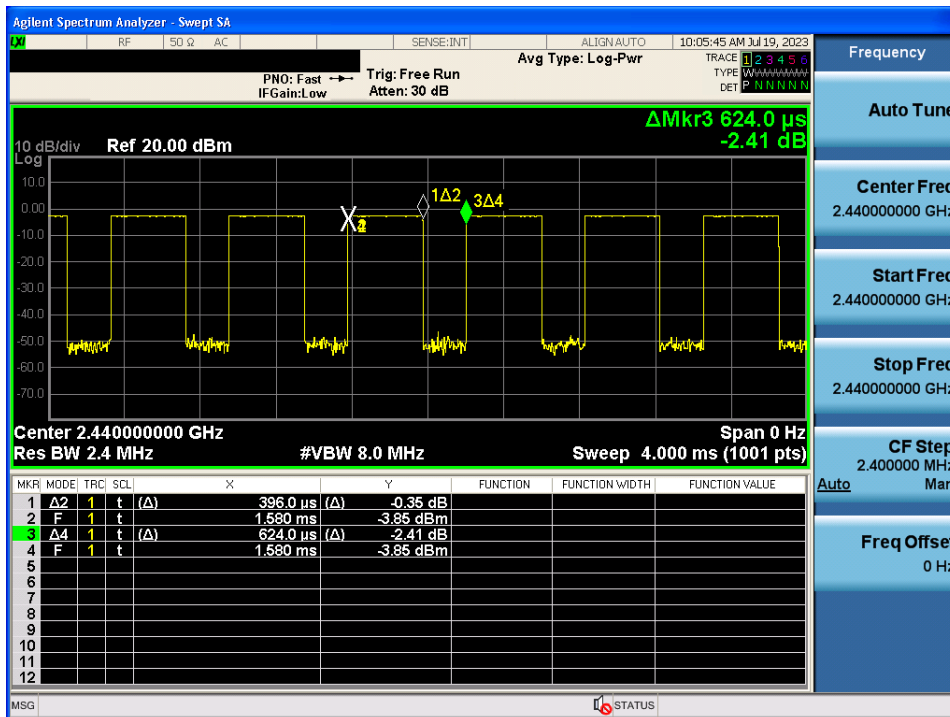 Agilent Spectrum Analyzer - Swept SA
LXI RF 50 Ω AC SENSE:INT ALIGN AUTO 10:05:45 AM Jul 19, 2023
Avg Type: Log-Pwr TRACE 1 2 3 4 5 6
PNO: Fast Trig: Free Run TYPE W
IFGain:Low Atten: 30 dB DET P N N N N N
ΔMkr3 624.0 µs
-2.41 dB
10 dB/div Ref 20.00 dBm
Log
10.0
0.00
-10.0
-20.0
-30.0
-40.0
-50.0
-60.0
-70.0
1Δ2 3Δ4
Center 2.440000000 GHz Span 0 Hz
Res BW 2.4 MHz #VBW 8.0 MHz Sweep 4.000 ms (1001 pts)
MKR MODE TRC SCL X Y FUNCTION FUNCTION WIDTH FUNCTION VALUE
1 Δ2 1 t (Δ) 396.0 µs (Δ) -0.35 dB
2 F 1 t 1.580 ms -3.85 dBm
3 Δ4 1 t (Δ) 624.0 µs (Δ) -2.41 dB
4 F 1 t 1.580 ms -3.85 dBm
5
6
7
8
9
10
11
12
MSG STATUS
Frequency
Auto Tune
Center Freq
2.440000000 GHz
Start Freq
2.440000000 GHz
Stop Freq
2.440000000 GHz
CF Step
2.400000 MHz
Auto Man
Freq Offset
0 Hz